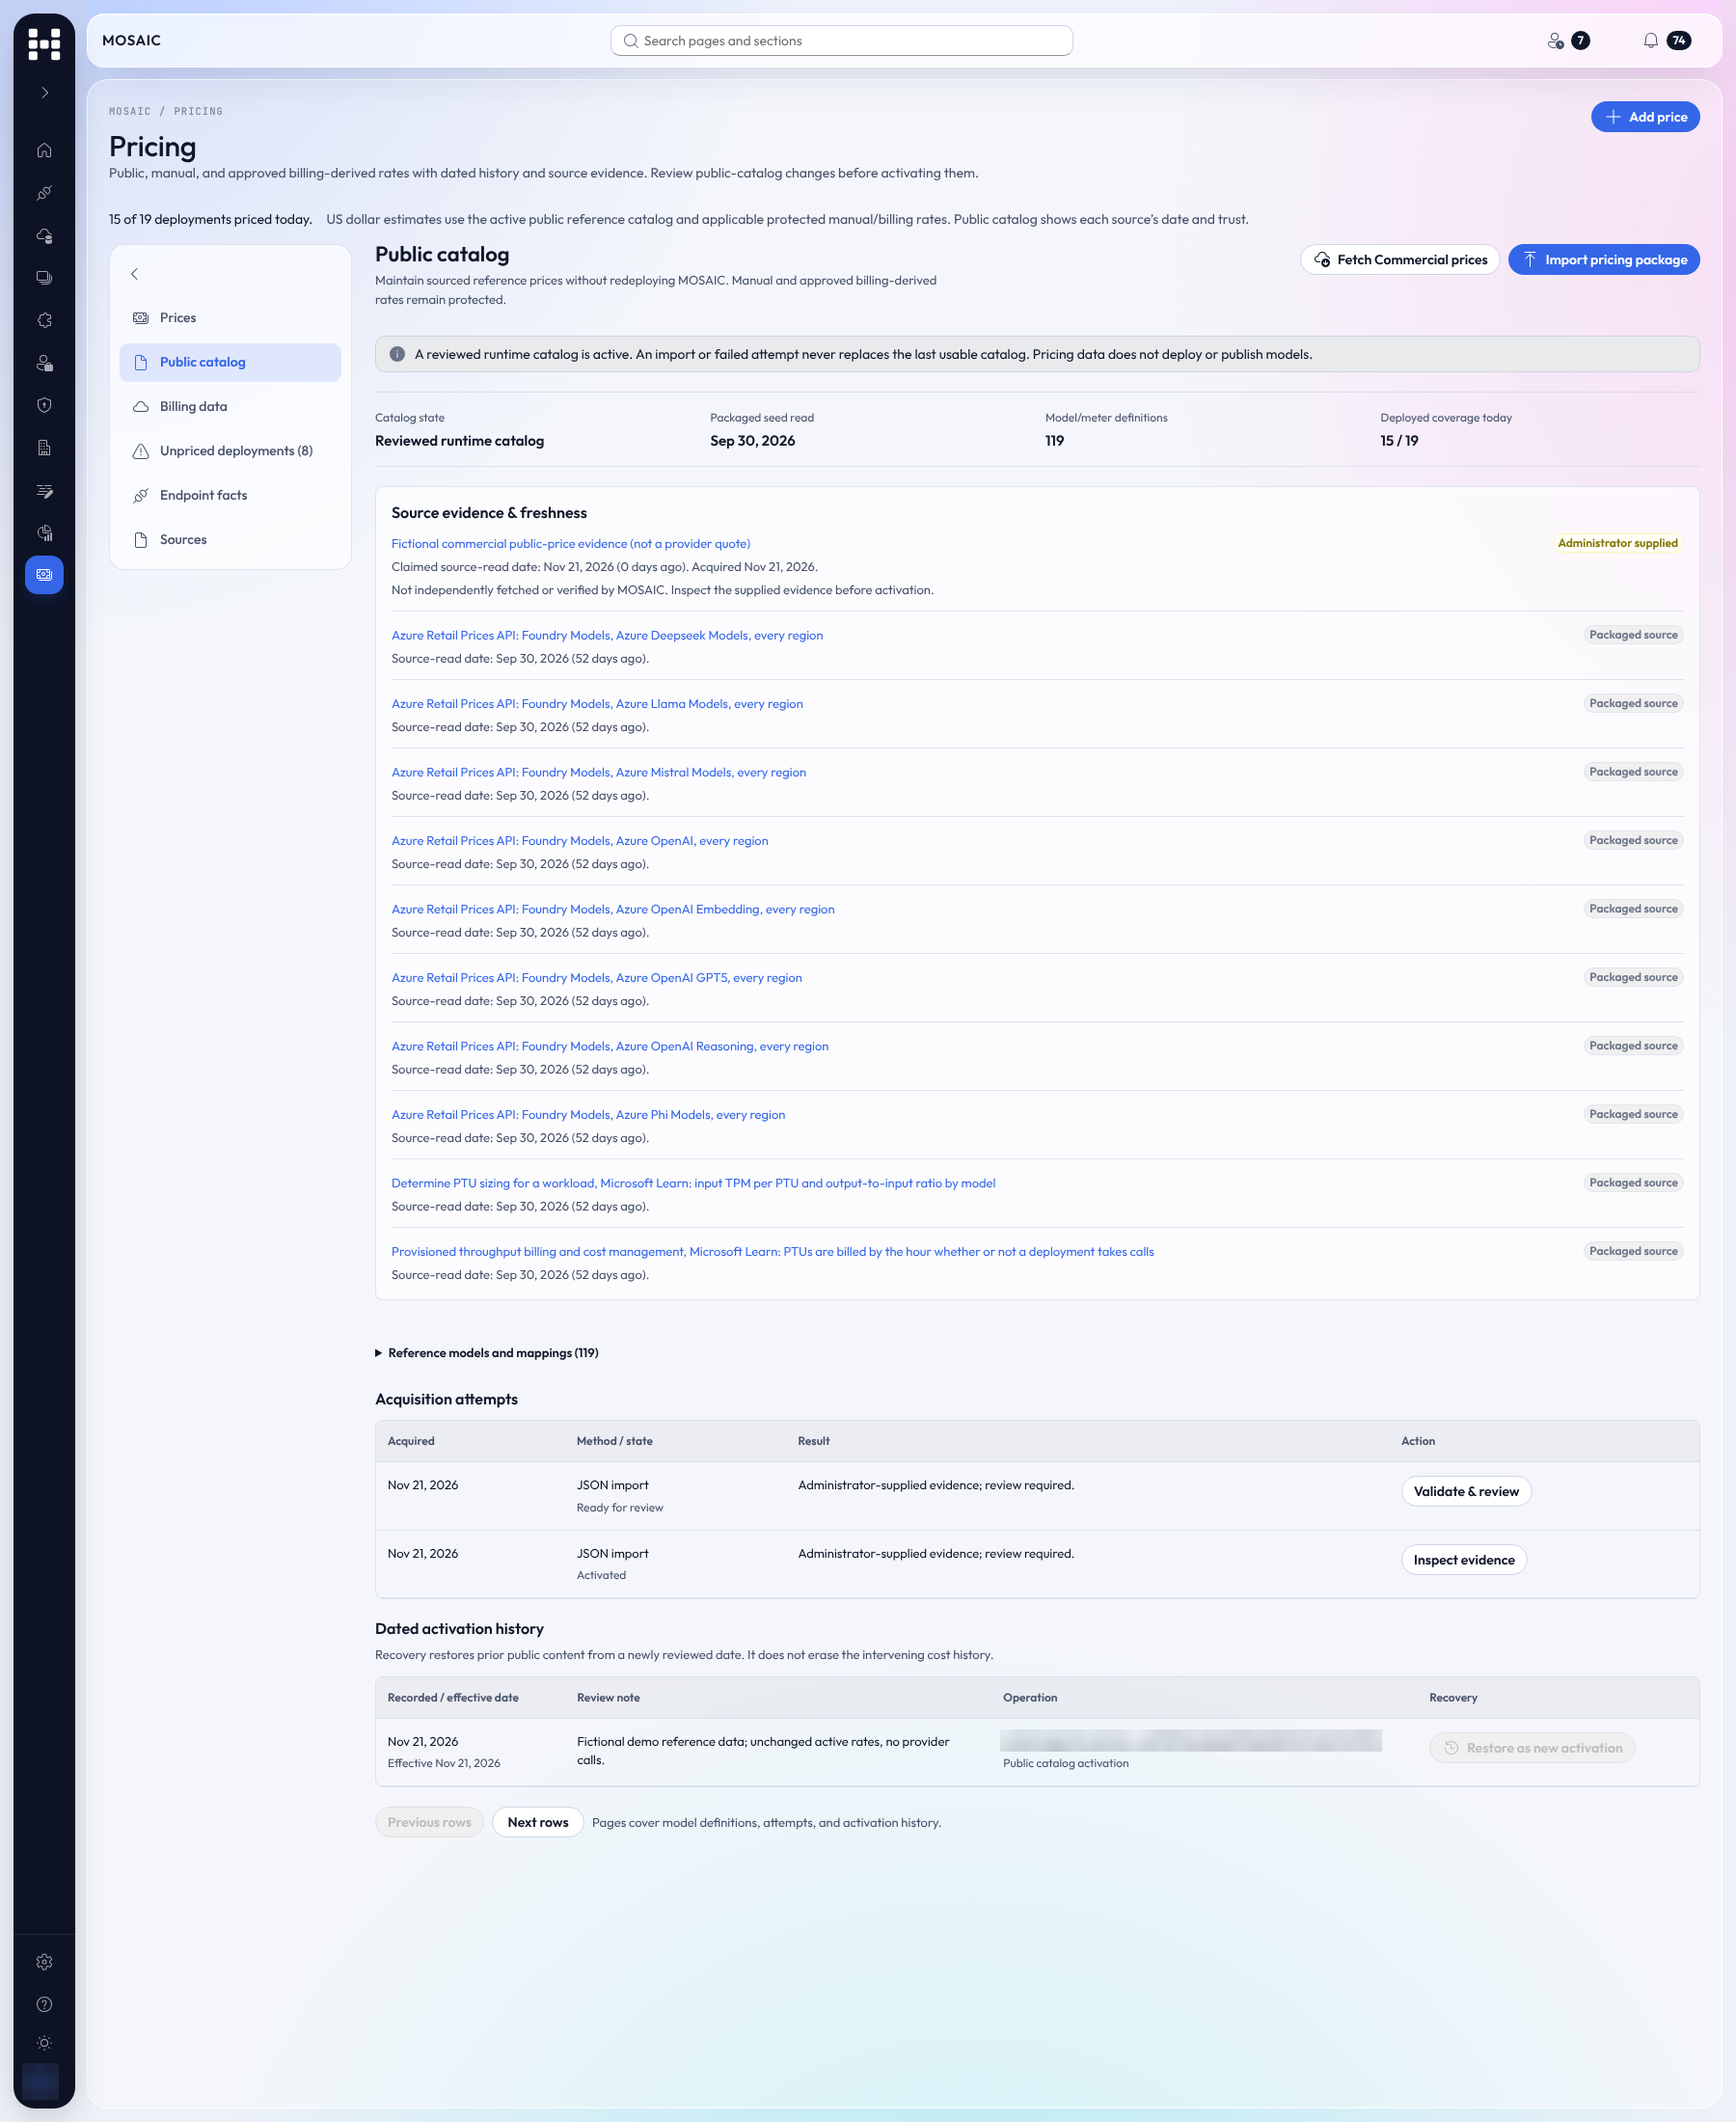 MOSAIC
Search pages and sections
7
74
MOSAIC / PRICING
Add price
Pricing
Public, manual, and approved billing-derived rates with dated history and source evidence. Review public-catalog changes before activating them.
15 of 19 deployments priced today.
US dollar estimates use the active public reference catalog and applicable protected manual/billing rates. Public catalog shows each source's date and trust.
Prices
Public catalog
Billing data
Unpriced deployments (8)
Endpoint facts
Sources
Public catalog
Fetch Commercial prices
Import pricing package
Maintain sourced reference prices without redeploying MOSAIC. Manual and approved billing-derived
rates remain protected.
A reviewed runtime catalog is active. An import or failed attempt never replaces the last usable catalog. Pricing data does not deploy or publish models.
Catalog state
Reviewed runtime catalog
Packaged seed read
Sep 30, 2026
Model/meter definitions
119
Deployed coverage today
15 / 19
Source evidence & freshness
Fictional commercial public-price evidence (not a provider quote)
Administrator supplied
Claimed source-read date: Nov 21, 2026 (0 days ago). Acquired Nov 21, 2026.
Not independently fetched or verified by MOSAIC. Inspect the supplied evidence before activation.
Azure Retail Prices API: Foundry Models, Azure Deepseek Models, every region
Packaged source
Source-read date: Sep 30, 2026 (52 days ago).
Azure Retail Prices API: Foundry Models, Azure Llama Models, every region
Packaged source
Source-read date: Sep 30, 2026 (52 days ago).
Azure Retail Prices API: Foundry Models, Azure Mistral Models, every region
Packaged source
Source-read date: Sep 30, 2026 (52 days ago).
Azure Retail Prices API: Foundry Models, Azure OpenAI, every region
Packaged source
Source-read date: Sep 30, 2026 (52 days ago).
Azure Retail Prices API: Foundry Models, Azure OpenAI Embedding, every region
Packaged source
Source-read date: Sep 30, 2026 (52 days ago).
Azure Retail Prices API: Foundry Models, Azure OpenAI GPT5, every region
Packaged source
Source-read date: Sep 30, 2026 (52 days ago).
Azure Retail Prices API: Foundry Models, Azure OpenAI Reasoning, every region
Packaged source
Source-read date: Sep 30, 2026 (52 days ago).
Azure Retail Prices API: Foundry Models, Azure Phi Models, every region
Packaged source
Source-read date: Sep 30, 2026 (52 days ago).
Determine PTU sizing for a workload, Microsoft Learn: input TPM per PTU and output-to-input ratio by model
Packaged source
Source-read date: Sep 30, 2026 (52 days ago).
Provisioned throughput billing and cost management, Microsoft Learn: PTUs are billed by the hour whether or not a deployment takes calls
Packaged source
Source-read date: Sep 30, 2026 (52 days ago).
Reference models and mappings (119)
Acquisition attempts
Acquired
Method / state
Result
Action
Nov 21, 2026
JSON import
Ready for review
Administrator-supplied evidence; review required.
Validate & review
Nov 21, 2026
JSON import
Activated
Administrator-supplied evidence; review required.
Inspect evidence
Dated activation history
Recovery restores prior public content from a newly reviewed date. It does not erase the intervening cost history.
Recorded / effective date
Review note
Operation
Recovery
Nov 21, 2026
Effective Nov 21, 2026
Fictional demo reference data; unchanged active rates, no provider
calls.
Public catalog activation
Restore as new activation
Previous rows
Next rows
Pages cover model definitions, attempts, and activation history.